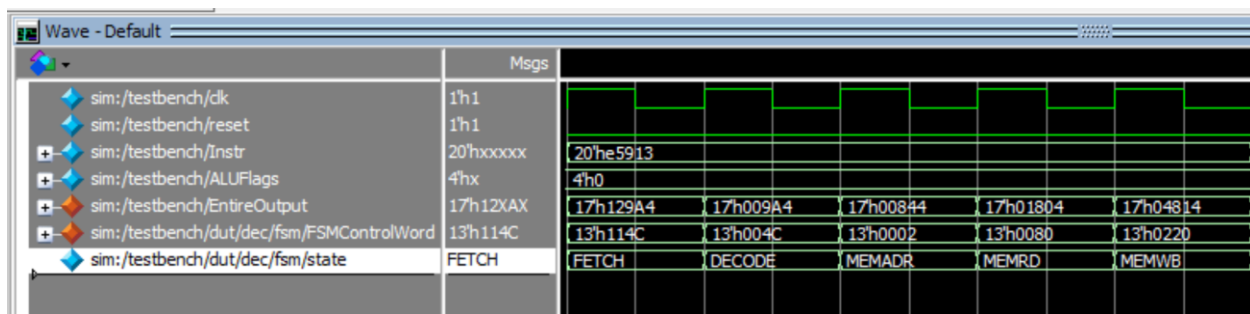 Wave - Default
Msgs
sim:/testbench/clk 1'h1
sim:/testbench/reset 1'h1
sim:/testbench/Instr 20'hxxxxx 20'he5913
sim:/testbench/ALUFlags 4'hx 4'h0
sim:/testbench/EntireOutput 17'h12XAX 17'h129A4 17'h009A4 17'h00844 17'h01804 17'h04814
sim:/testbench/dut/dec/fsm/FSMControlWord 13'h114C 13'h114C 13'h004C 13'h0002 13'h0080 13'h0220
sim:/testbench/dut/dec/fsm/state FETCH FETCH DECODE MEMADR MEMRD MEMWB